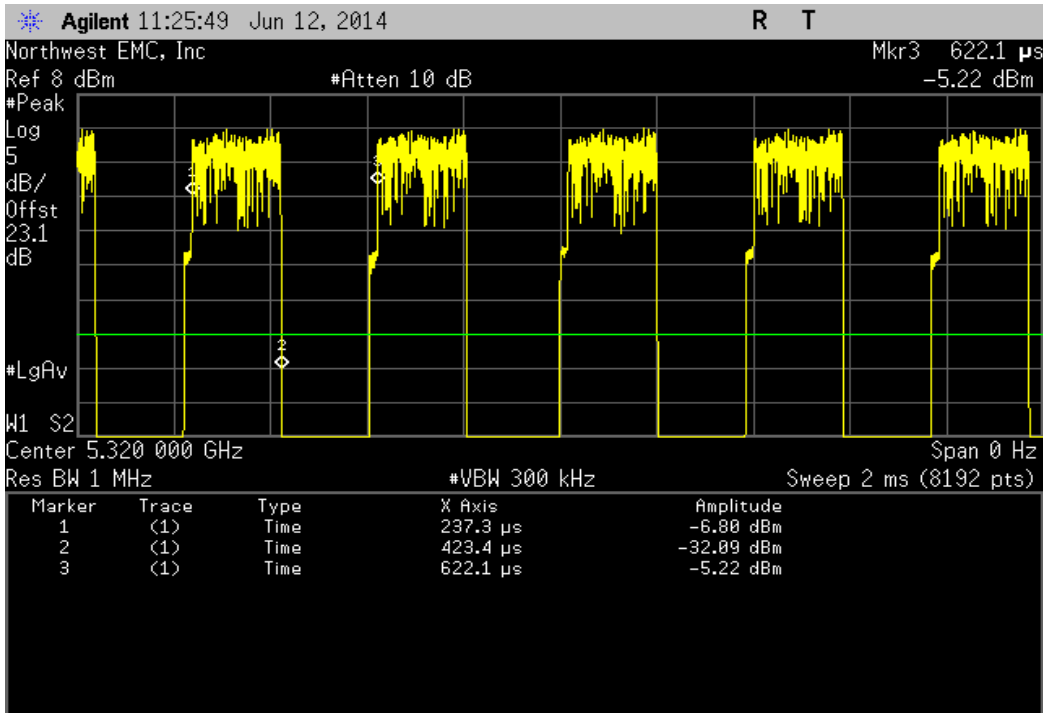 Agilent 11:25:49 Jun 12, 2014 R T
Northwest EMC, Inc Mkr3 622.1 µs
Ref 8 dBm #Atten 10 dB -5.22 dBm
#Peak
Log
5
dB/
Offst
23.1
dB
1
3
2
#LgAv
W1 S2
Center 5.320 000 GHz Span 0 Hz
Res BW 1 MHz #VBW 300 kHz Sweep 2 ms (8192 pts)
Marker Trace Type X Axis Amplitude
1 (1) Time 237.3 µs -6.80 dBm
2 (1) Time 423.4 µs -32.09 dBm
3 (1) Time 622.1 µs -5.22 dBm